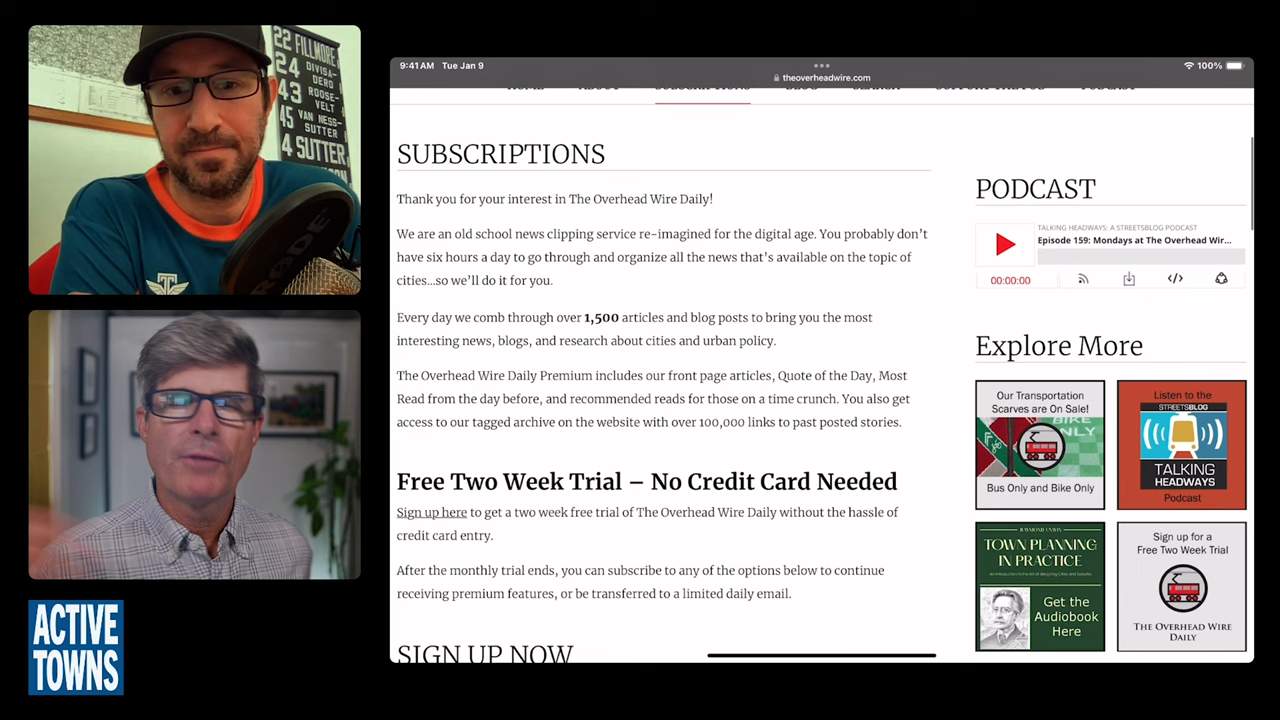 22 FILLMORE
24 DIVISA-
DERO
43 ROOSE-
VELT
45 VAN NESS-
SUTTER
4 SUTTER
RODE
ACTIVE
TOWNS
9:41 AM Tue Jan 9
100%
theoverheadwire.com
HOME ABOUT SUBSCRIPTIONS BLOG SEARCH SUPPORT THE POD PODCAST
SUBSCRIPTIONS
Thank you for your interest in The Overhead Wire Daily!
We are an old school news clipping service re-imagined for the digital age. You probably don't
have six hours a day to go through and organize all the news that's available on the topic of
cities...so we'll do it for you.
Every day we comb through over 1,500 articles and blog posts to bring you the most
interesting news, blogs, and research about cities and urban policy.
The Overhead Wire Daily Premium includes our front page articles, Quote of the Day, Most
Read from the day before, and recommended reads for those on a time crunch. You also get
access to our tagged archive on the website with over 100,000 links to past posted stories.
Free Two Week Trial – No Credit Card Needed
Sign up here to get a two week free trial of The Overhead Wire Daily without the hassle of
credit card entry.
After the monthly trial ends, you can subscribe to any of the options below to continue
receiving premium features, or be transferred to a limited daily email.
SIGN UP NOW
PODCAST
TALKING HEADWAYS: A STREETSBLOG PODCAST
Episode 159: Mondays at The Overhead Wir...
00:00:00
Explore More
Our Transportation
Scarves are On Sale!
BIKE
ONLY
Bus Only and Bike Only
Listen to the
STREETSBLOG
TALKING
HEADWAYS
Podcast
RAYMOND UNWIN
TOWN PLANNING
IN PRACTICE
Get the
Audiobook
Here
Sign up for a
Free Two Week Trial
THE OVERHEAD WIRE
DAILY